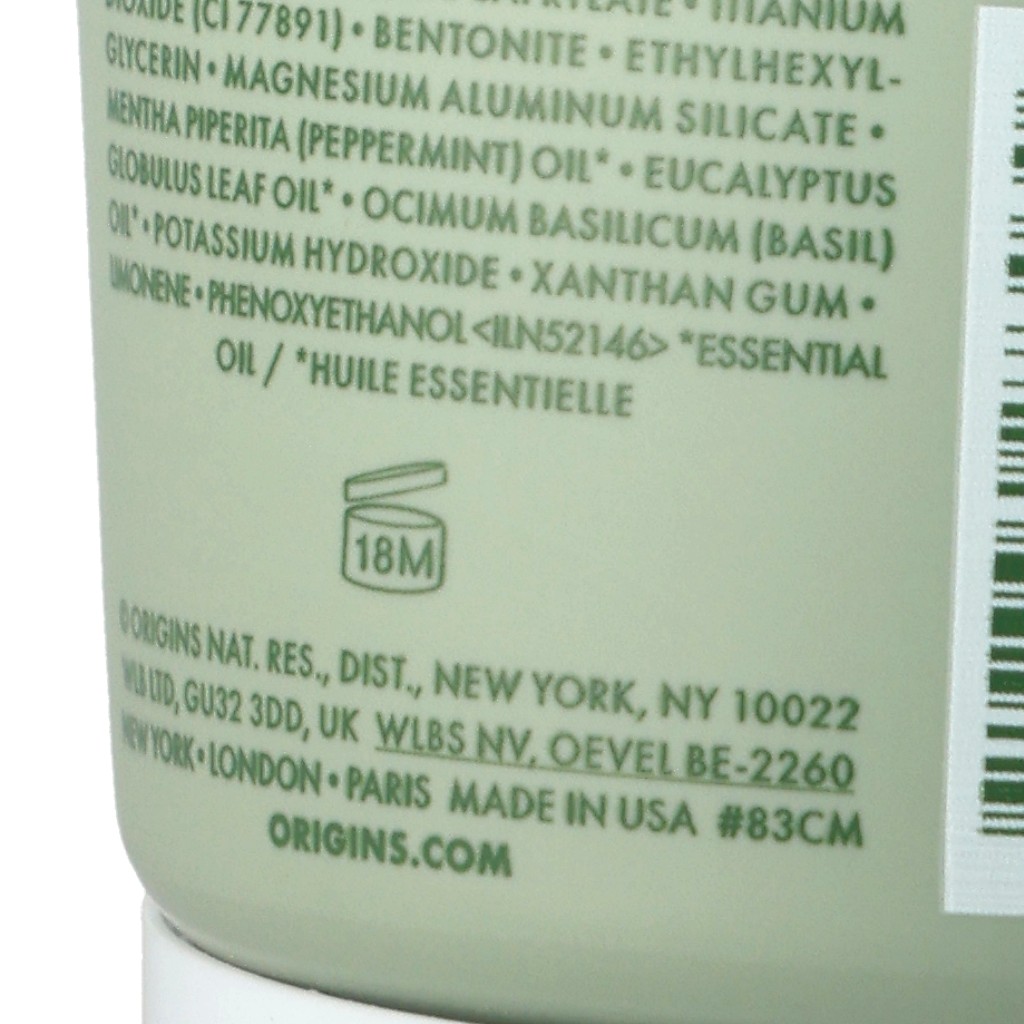 TITANIUM
DIOXIDE (CI 77891) • BENTONITE • ETHYLHEXYL-
GLYCERIN • MAGNESIUM ALUMINUM SILICATE •
MENTHA PIPERITA (PEPPERMINT) OIL* • EUCALYPTUS
GLOBULUS LEAF OIL* • OCIMUM BASILICUM (BASIL)
OIL* • POTASSIUM HYDROXIDE • XANTHAN GUM •
LIMONENE • PHENOXYETHANOL <ILN52146> *ESSENTIAL
OIL / *HUILE ESSENTIELLE
18M
© ORIGINS NAT. RES., DIST., NEW YORK, NY 10022
WLB LTD, GU32 3DD, UK WLBS NV, OEVEL BE-2260
NEW YORK • LONDON • PARIS MADE IN USA #83CM
ORIGINS.COM